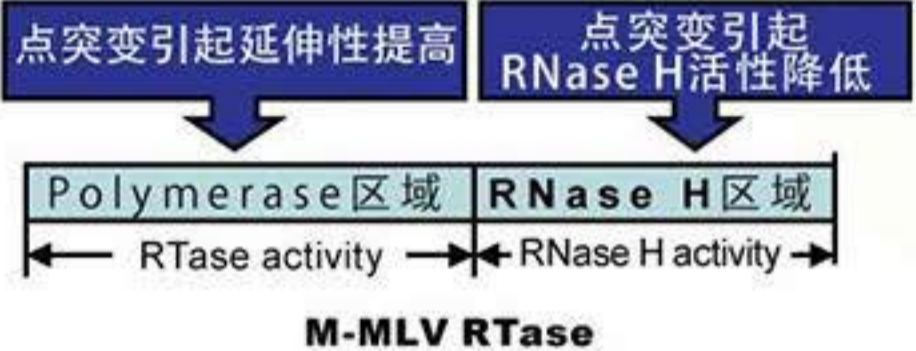 点突变引起延伸性提高
点突变引起
RNase H活性降低
Polymerase区域
RNase H区域
RTase activity
RNase H activity
M-MLV RTase